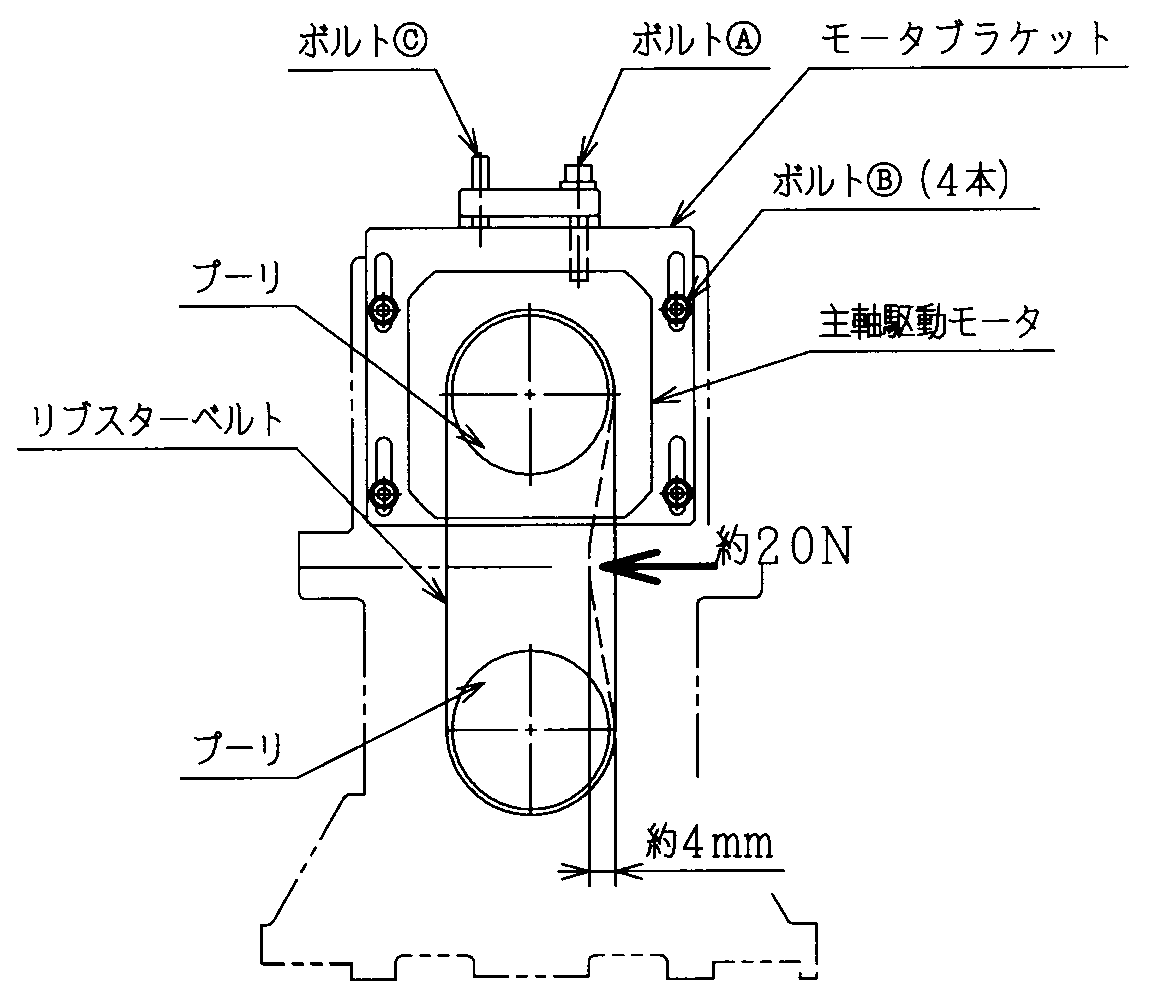 ボルトⒸ
ボルトⒶ
モータブラケット
ボルトⒷ(4本)
プーリ
主軸駆動モータ
リブスターベルト
約20N
プーリ
約4mm